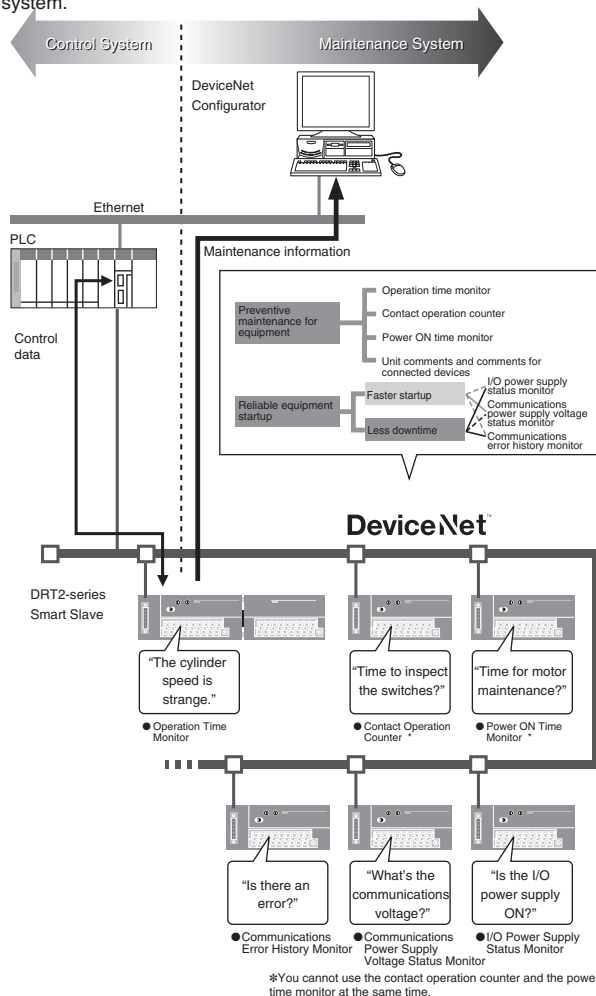 system.
Control System
Maintenance System
DeviceNet
Configurator
Ethernet
PLC
Maintenance information
Control
data
Preventive
maintenance for
equipment
Operation time monitor
Contact operation counter
Power ON time monitor
Unit comments and comments for
connected devices
Reliable equipment
startup
Faster startup
Less downtime
I/O power supply
status monitor
Communications
power supply voltage
status monitor
Communications
error history monitor
DeviceNet™
DRT2-series
Smart Slave
“The cylinder
speed is
strange.”
● Operation Time
Monitor
“Time to inspect
the switches?”
● Contact Operation
Counter *
“Time for motor
maintenance?”
● Power ON Time
Monitor *
“Is there an
error?”
●Communications
Error History Monitor
“What’s the
communications
voltage?”
●Communications
Power Supply
Voltage Status Monitor
“Is the I/O
power supply
ON?”
●I/O Power Supply
Status Monitor
✽You cannot use the contact operation counter and the powe
time monitor at the same time.